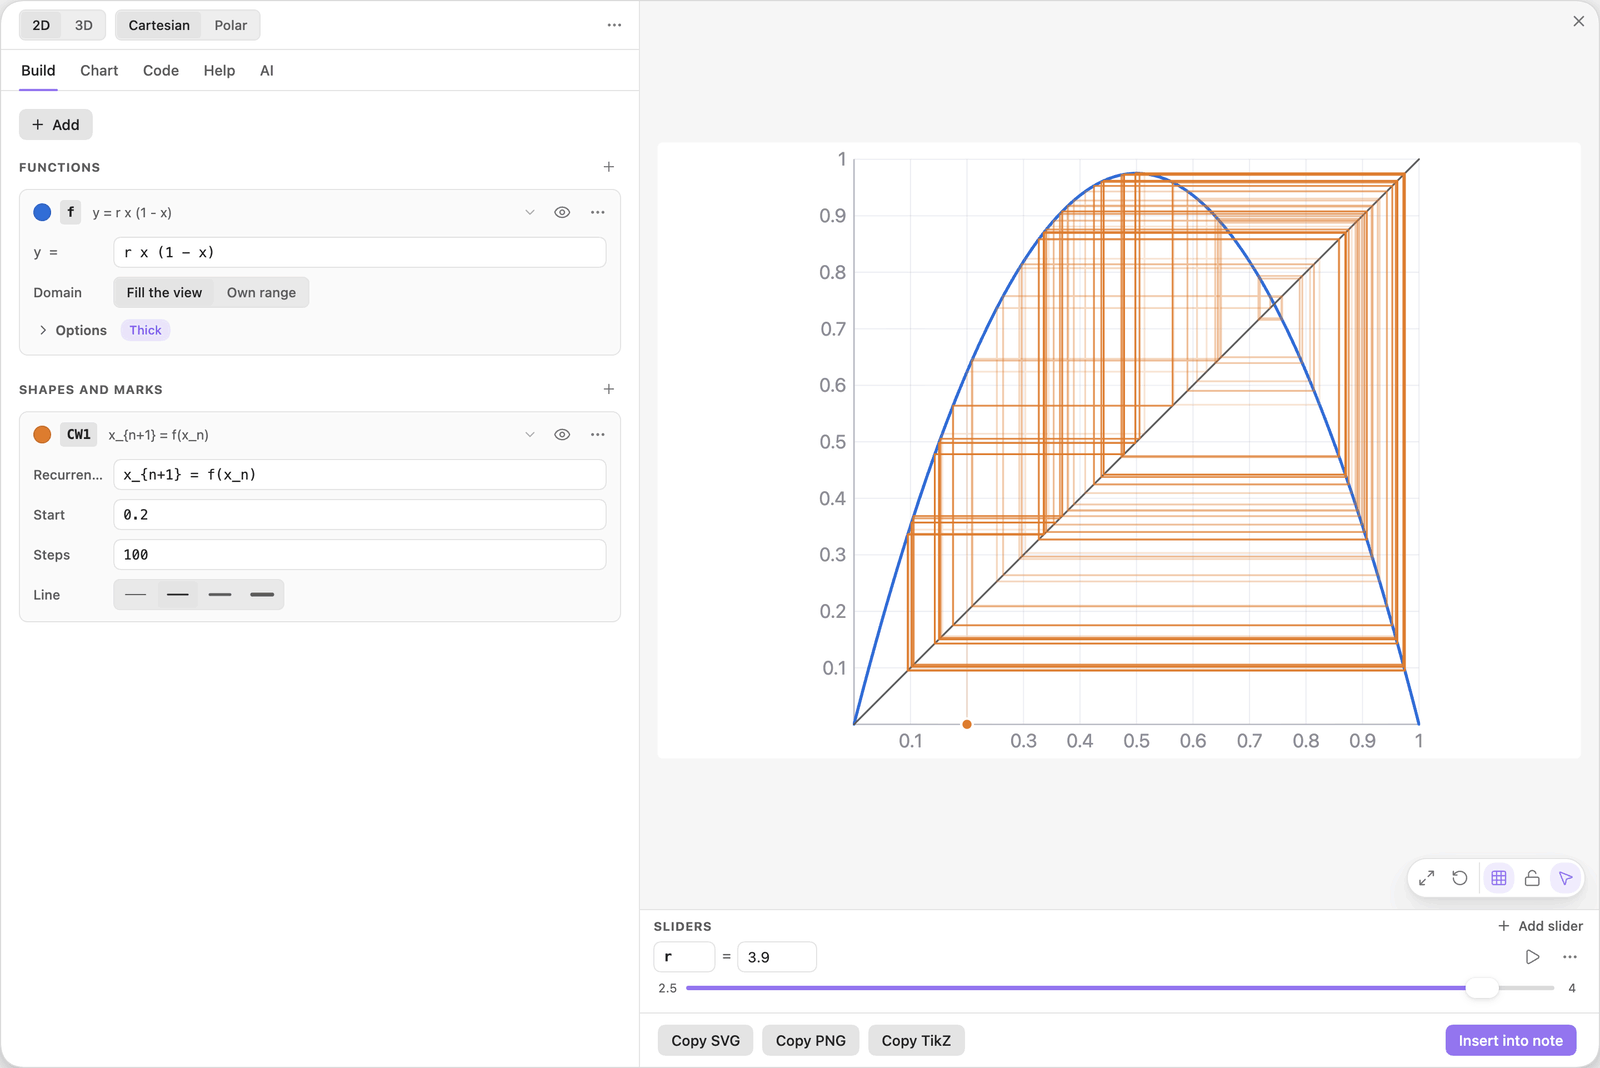 2D 3D Cartesian Polar
Build Chart Code Help AI
+ Add
FUNCTIONS
f y = r x (1 - x)
y = r x (1 − x)
Domain Fill the view Own range
Options Thick
SHAPES AND MARKS
CW1 x_{n+1} = f(x_n)
Recurren... x_{n+1} = f(x_n)
Start 0.2
Steps 100
Line
1
0.9
0.8
0.7
0.6
0.5
0.4
0.3
0.2
0.1
0.1 0.3 0.4 0.5 0.6 0.7 0.8 0.9 1
SLIDERS + Add slider
r = 3.9
2.5 4
Copy SVG Copy PNG Copy TikZ Insert into note